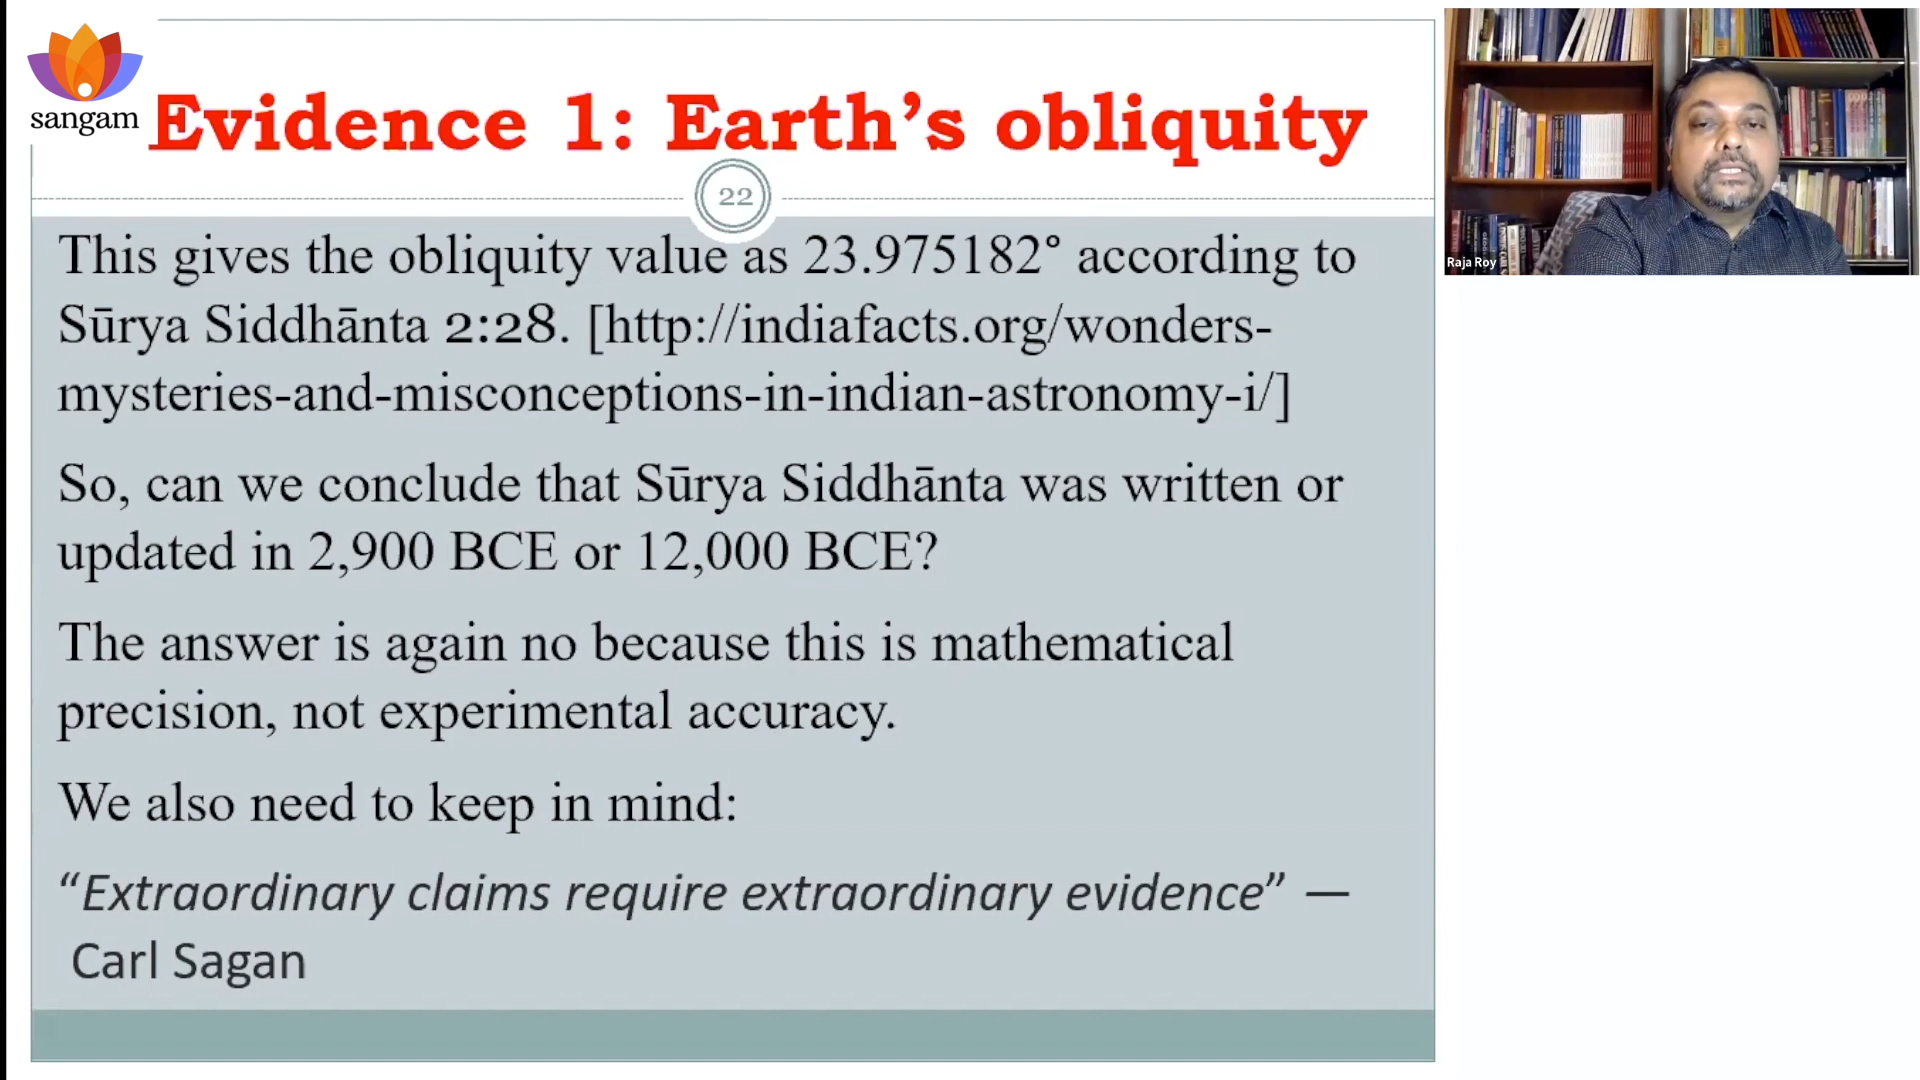 sangam
Evidence 1: Earth’s obliquity
22
This gives the obliquity value as 23.975182° according to
Sūrya Siddhānta 2:28. [http://indiafacts.org/wonders-
mysteries-and-misconceptions-in-indian-astronomy-i/]
So, can we conclude that Sūrya Siddhānta was written or
updated in 2,900 BCE or 12,000 BCE?
The answer is again no because this is mathematical
precision, not experimental accuracy.
We also need to keep in mind:
“Extraordinary claims require extraordinary evidence” —
Carl Sagan
Raja Roy